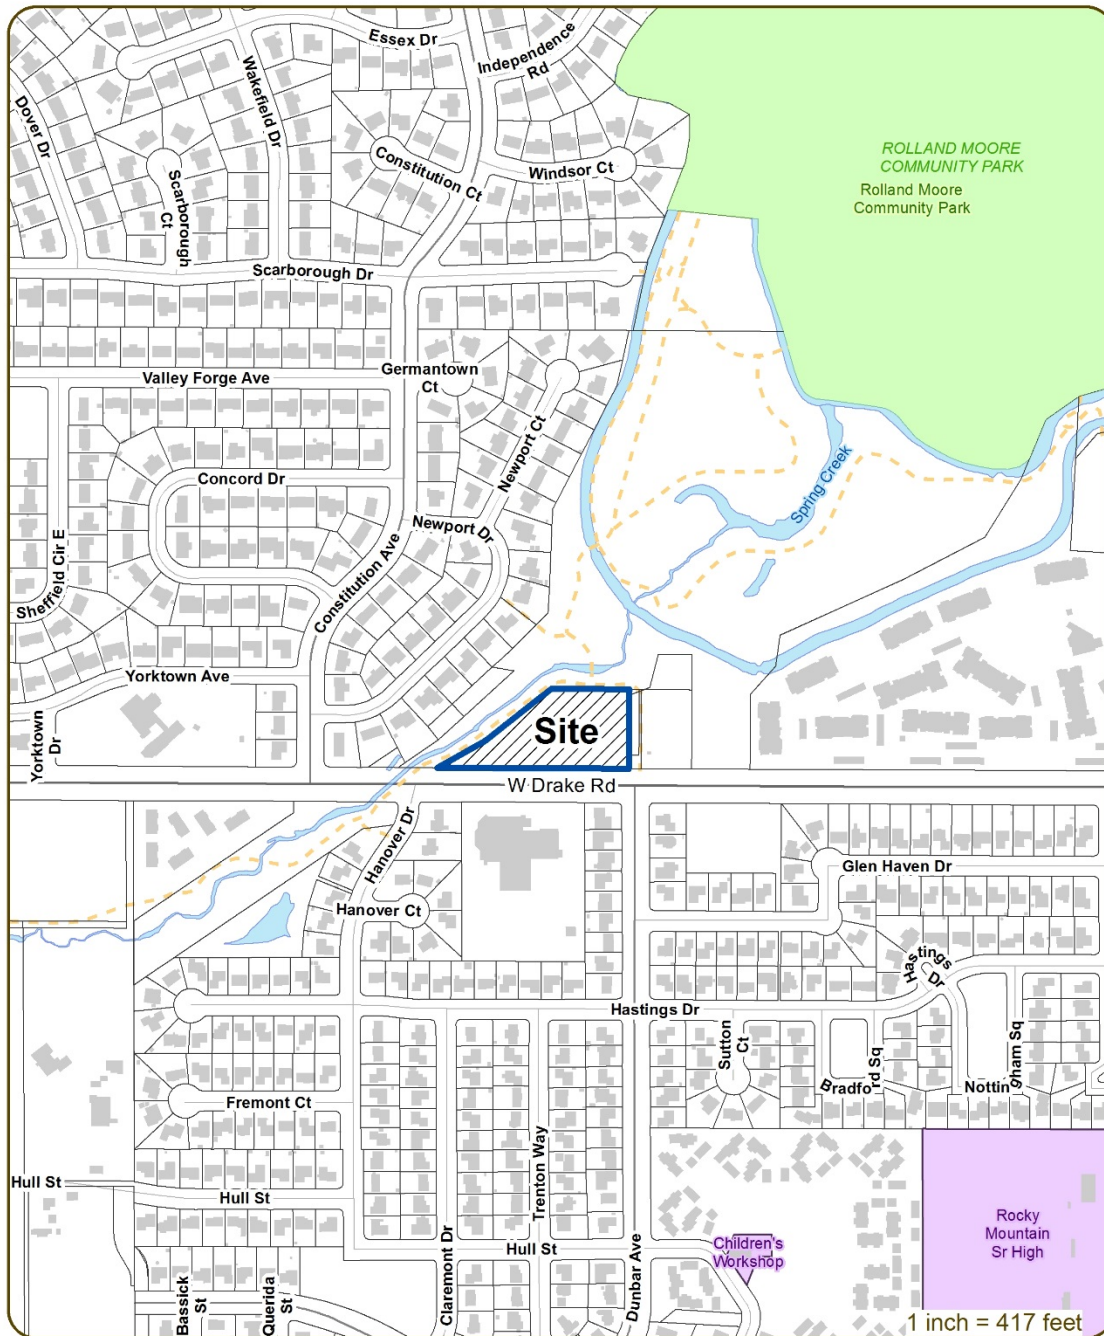 Essex Dr
Independence
Rd
Dover Dr
Wakefield Dr
Scarborough
Ct
Constitution Ct
Windsor Ct
ROLLAND MOORE
COMMUNITY PARK
Rolland Moore
Community Park
Scarborough Dr
Valley Forge Ave
Germantown
Ct
Newport Ct
Concord Dr
Newport Dr
Spring Creek
Sheffield Cir E
Constitution Ave
Yorktown Ave
Yorktown
Dr
Site
W Drake Rd
Hanover Dr
Glen Haven Dr
Hanover Ct
Hastings
Dr
Hastings Dr
Sutton
Ct
Bradford Sq
Nottingham Sq
Fremont Ct
Trenton Way
Hull St
Hull St
Hull St
Claremont Dr
Dunbar Ave
Children's
Workshop
Rocky
Mountain
Sr High
Bassick
St
Querida
St
1 inch = 417 feet